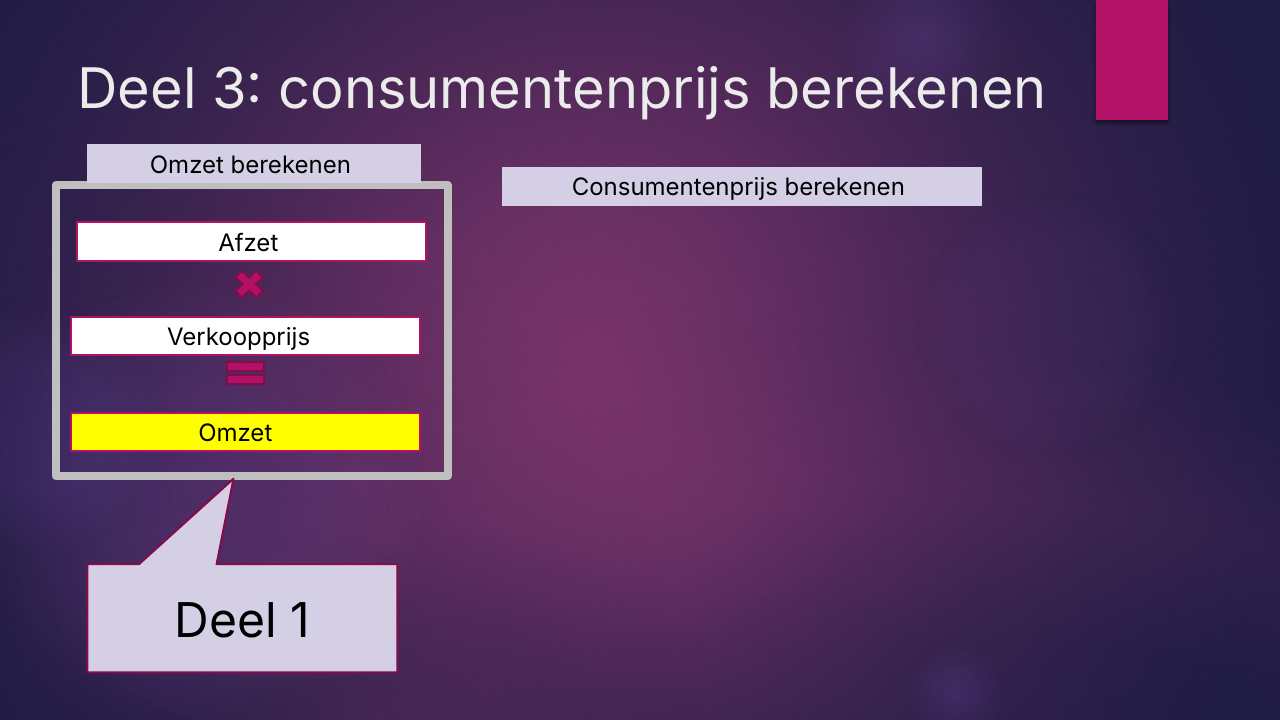 Deel 3: consumentenprijs berekenen
Omzet berekenen
Consumentenprijs berekenen
Afzet
Verkoopprijs
Omzet
Deel 1